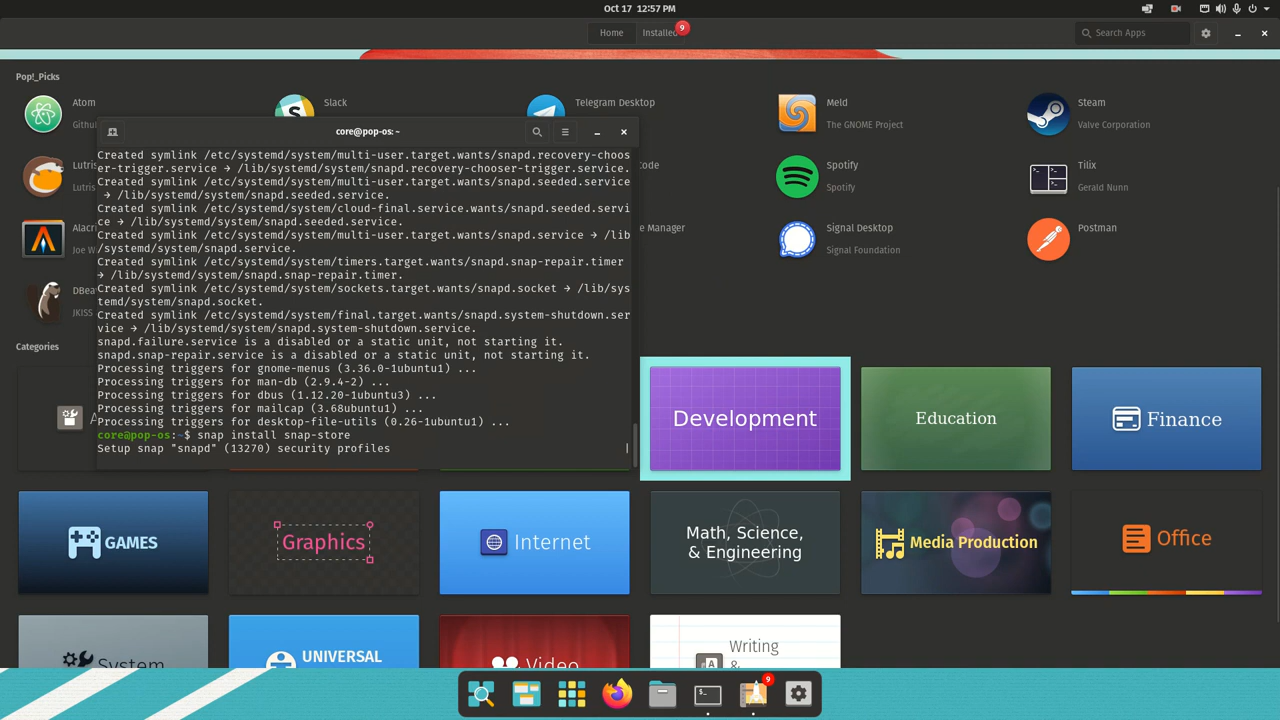 Oct 17 12:57 PM
Home
Installed
9
Search Apps
Pop!_Picks
Atom
Github
Slack
Telegram Desktop
Meld
The GNOME Project
Steam
Valve Corporation
Lutris
Lutris
Code
Spotify
Spotify
Tilix
Gerald Nunn
Alacri
Joe W
e Manager
Signal Desktop
Signal Foundation
Postman
DBea
JKISS
core@pop-os: ~
Created symlink /etc/systemd/system/multi-user.target.wants/snapd.recovery-choos
er-trigger.service → /lib/systemd/system/snapd.recovery-chooser-trigger.service.
Created symlink /etc/systemd/system/multi-user.target.wants/snapd.seeded.service
→ /lib/systemd/system/snapd.seeded.service.
Created symlink /etc/systemd/system/cloud-final.service.wants/snapd.seeded.servi
ce → /lib/systemd/system/snapd.seeded.service.
Created symlink /etc/systemd/system/multi-user.target.wants/snapd.service → /lib
/systemd/system/snapd.service.
Created symlink /etc/systemd/system/timers.target.wants/snapd.snap-repair.timer
→ /lib/systemd/system/snapd.snap-repair.timer.
Created symlink /etc/systemd/system/sockets.target.wants/snapd.socket → /lib/sys
temd/system/snapd.socket.
Created symlink /etc/systemd/system/final.target.wants/snapd.system-shutdown.ser
vice → /lib/systemd/system/snapd.system-shutdown.service.
snapd.failure.service is a disabled or a static unit, not starting it.
snapd.snap-repair.service is a disabled or a static unit, not starting it.
Processing triggers for gnome-menus (3.36.0-1ubuntu1) ...
Processing triggers for man-db (2.9.4-2) ...
Processing triggers for dbus (1.12.20-1ubuntu3) ...
Processing triggers for mailcap (3.68ubuntu1) ...
Processing triggers for desktop-file-utils (0.26-1ubuntu1) ...
core@pop-os:~$ snap install snap-store
Setup snap "snapd" (13270) security profiles |
Categories
A
Development
Education
Finance
GAMES
Graphics
Internet
Math, Science,
& Engineering
Media Production
Office
System
UNIVERSAL
Video
Writing
&
9